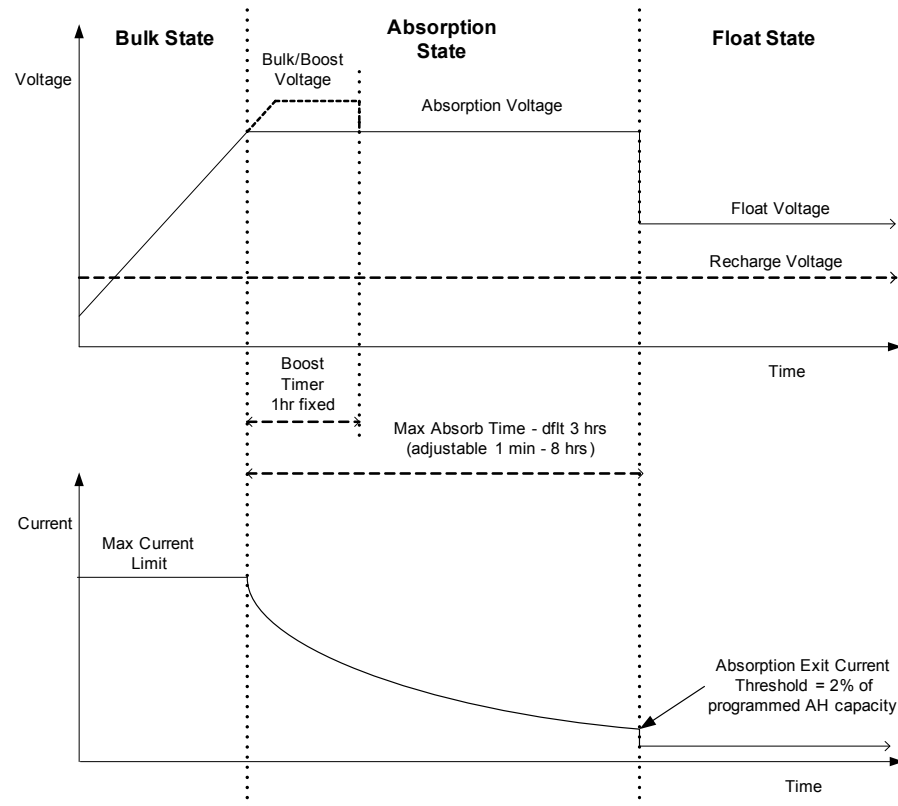 Bulk State
Absorption
State
Float State
Bulk/Boost
Voltage
Voltage
Absorption Voltage
Float Voltage
Recharge Voltage
Time
Boost
Timer
1hr fixed
Max Absorb Time - dflt 3 hrs
(adjustable 1 min - 8 hrs)
Current
Max Current
Limit
Absorption Exit Current
Threshold = 2% of
programmed AH capacity
Time